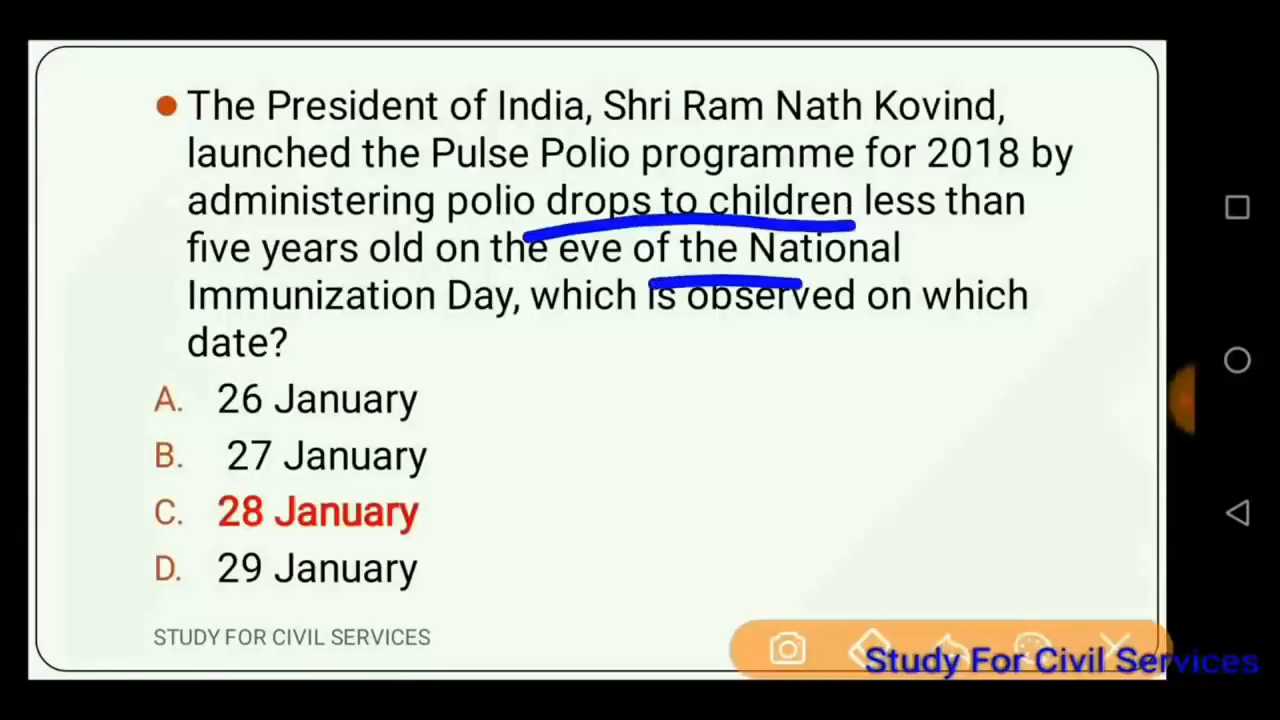 The President of India, Shri Ram Nath Kovind,
launched the Pulse Polio programme for 2018 by
administering polio drops to children less than
five years old on the eve of the National
Immunization Day, which is observed on which
date?
A. 26 January
B. 27 January
C. 28 January
D. 29 January
STUDY FOR CIVIL SERVICES
Study For Civil Services